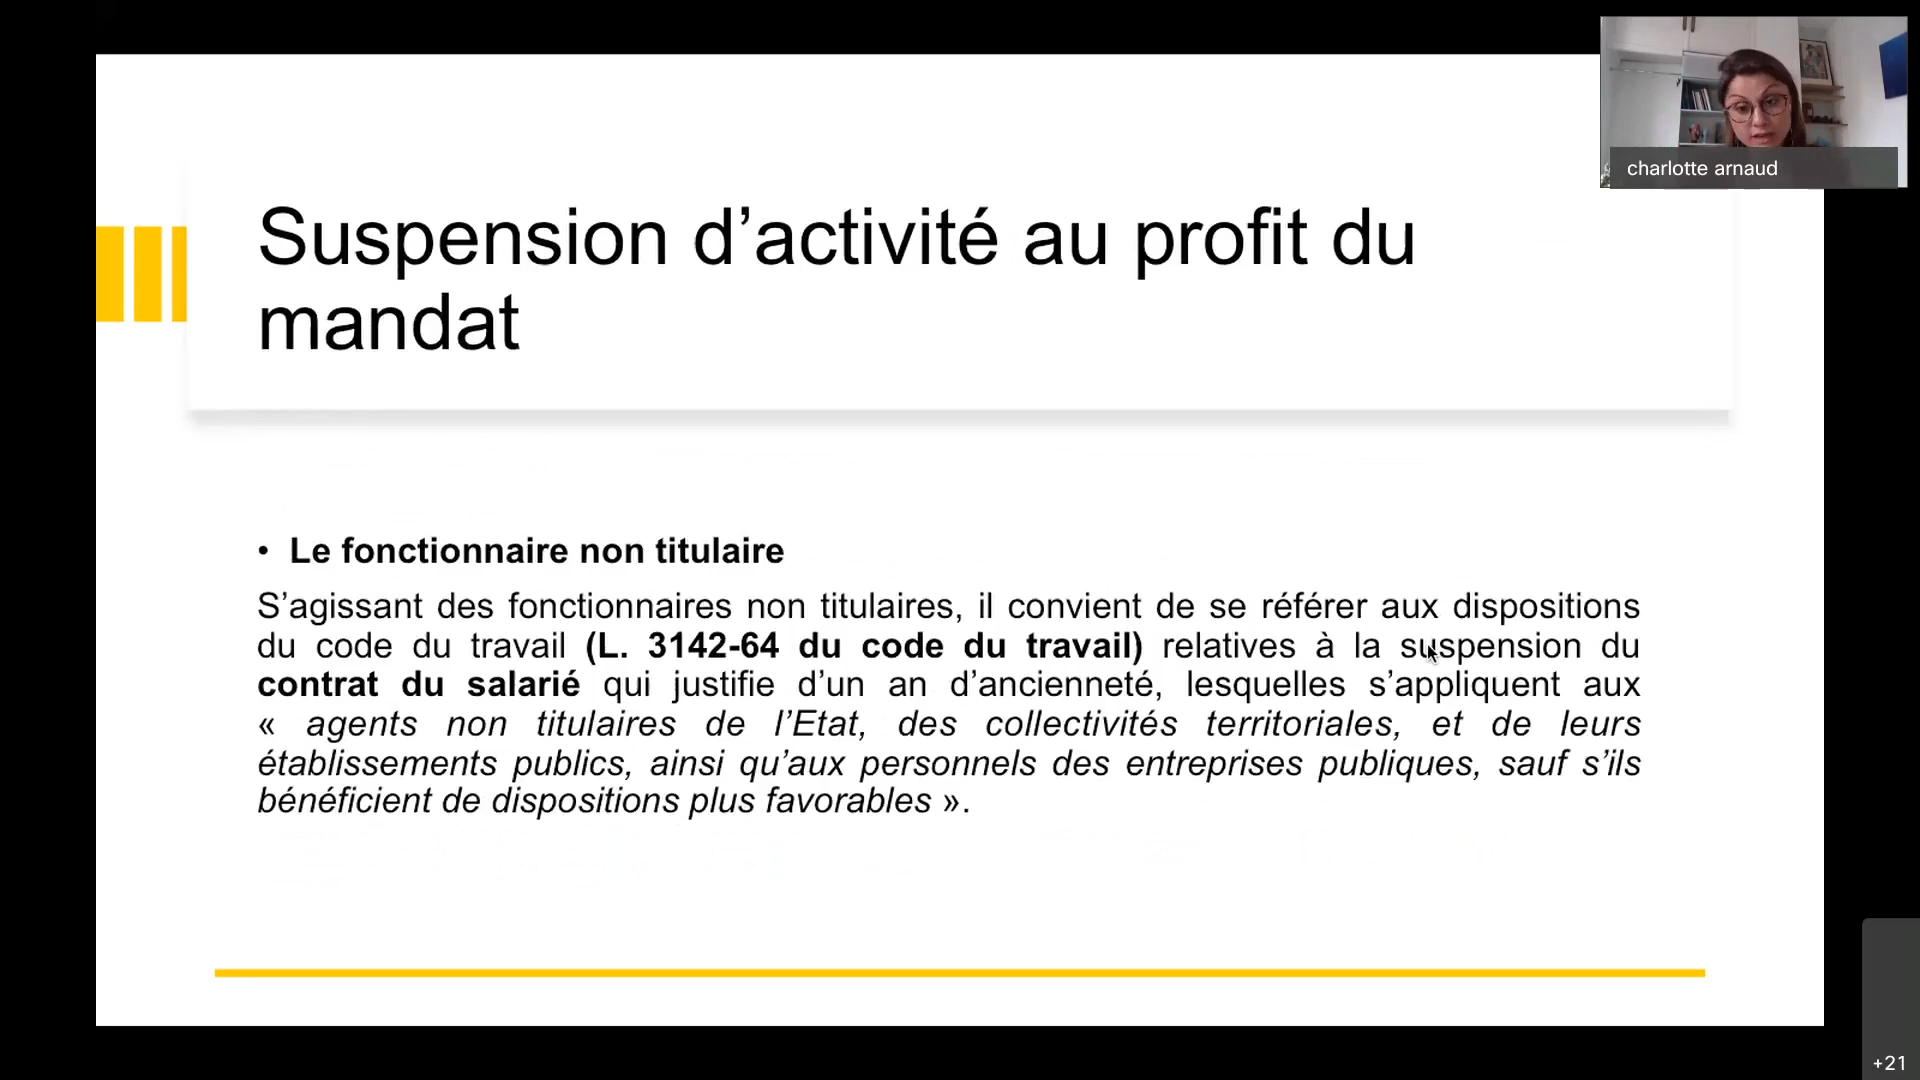 charlotte arnaud
Suspension d’activité au profit du
mandat
• Le fonctionnaire non titulaire
S’agissant des fonctionnaires non titulaires, il convient de se référer aux dispositions
du code du travail (L. 3142-64 du code du travail) relatives à la suspension du
contrat du salarié qui justifie d’un an d’ancienneté, lesquelles s’appliquent aux
« agents non titulaires de l’Etat, des collectivités territoriales, et de leurs
établissements publics, ainsi qu’aux personnels des entreprises publiques, sauf s’ils
bénéficient de dispositions plus favorables ».
+21